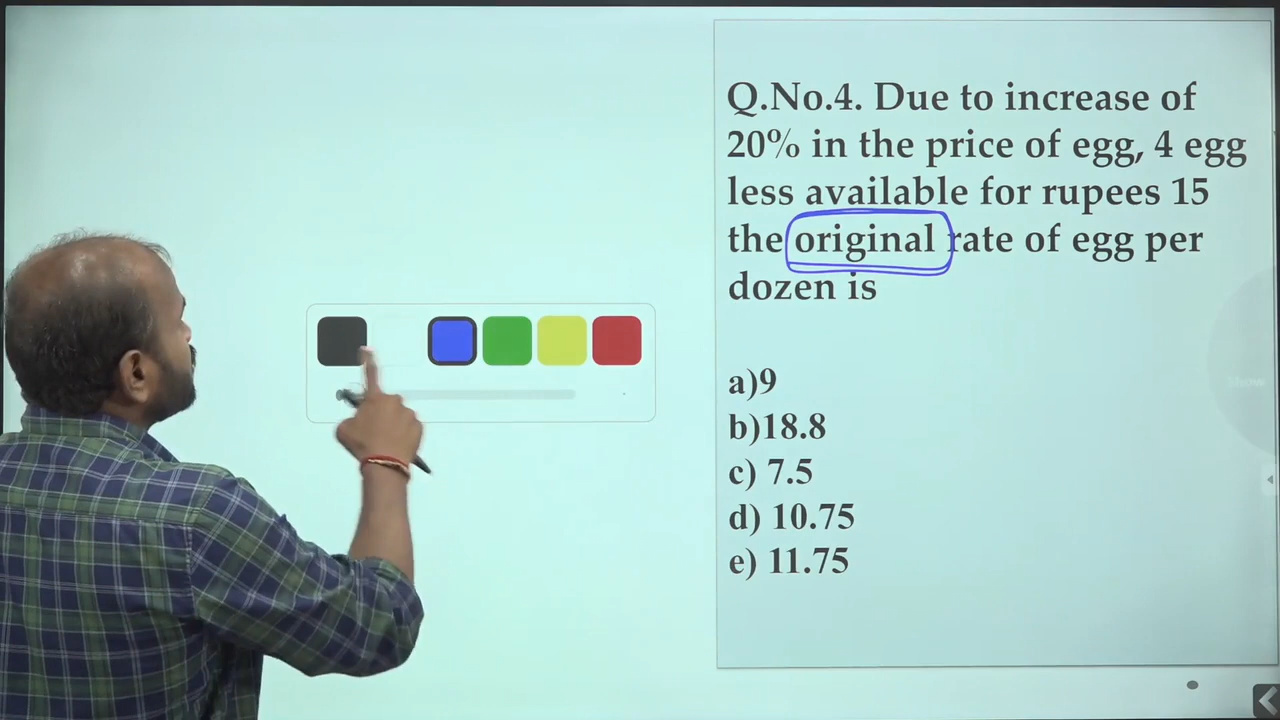 Q.No.4. Due to increase of
20% in the price of egg, 4 egg
less available for rupees 15
the original rate of egg per
dozen is
a)9
b)18.8
c) 7.5
d) 10.75
e) 11.75
Show